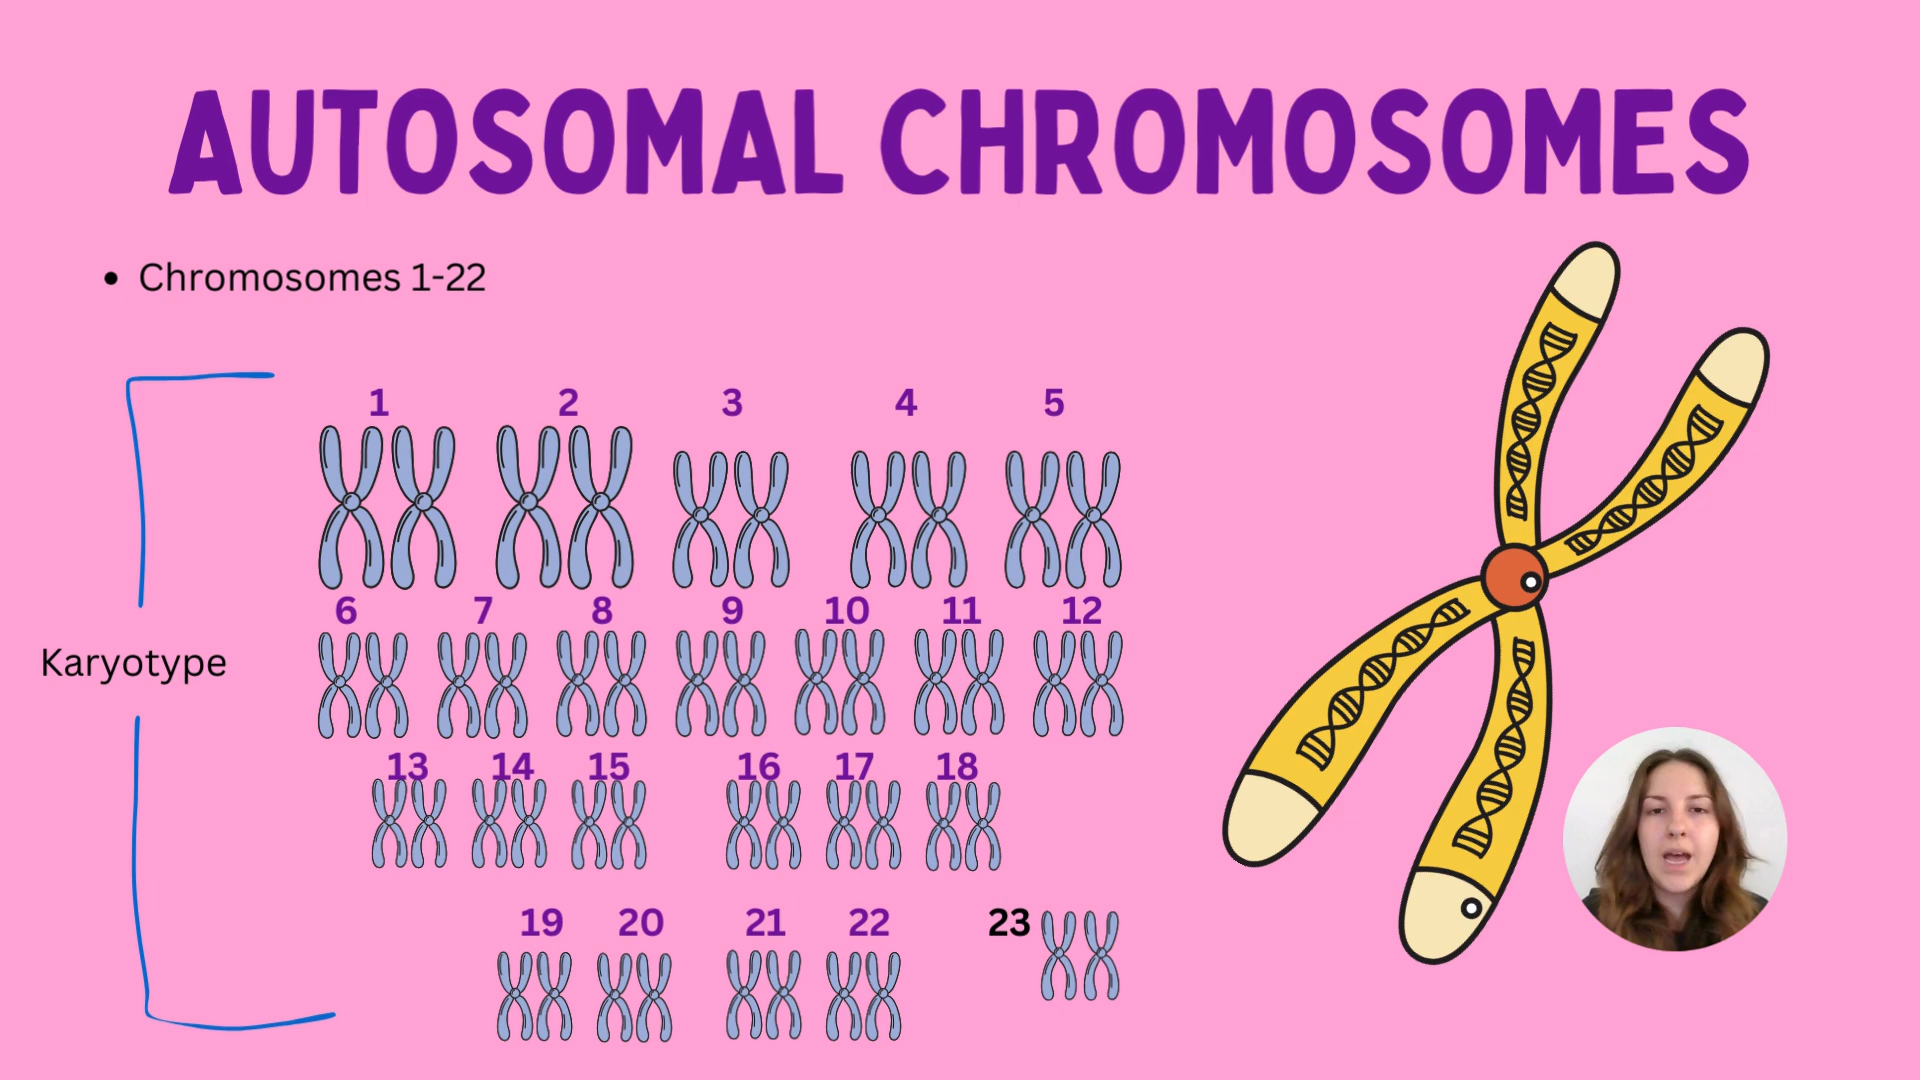 AUTOSOMAL CHROMOSOMES
• Chromosomes 1-22
1 2 3 4 5
6 7 8 9 10 11 12
Karyotype
13 14 15 16 17 18
19 20 21 22 23